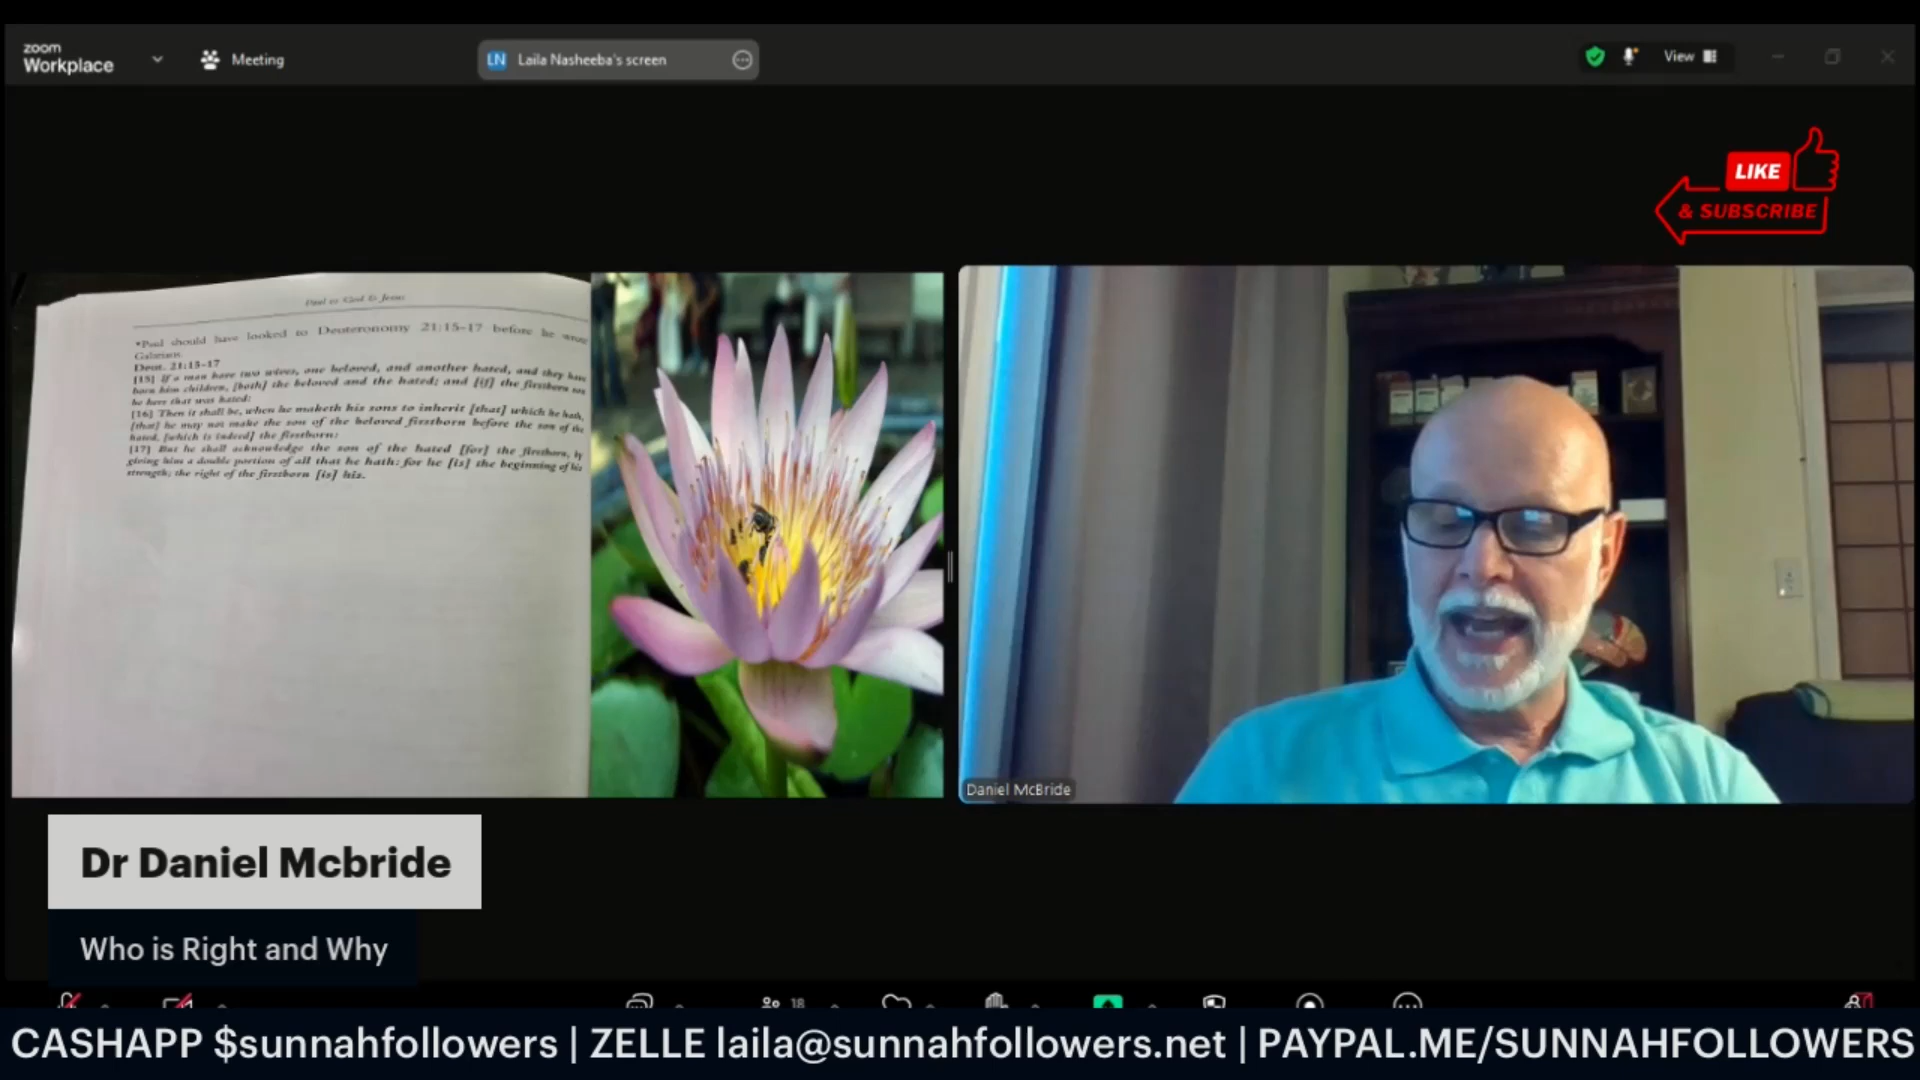 zoom
Workplace
Meeting
LN Laila Nasheeba's screen
View
LIKE
& SUBSCRIBE
Paul or God & Jesus
*Paul should have looked to Deuteronomy 21:15-17 before he wrote
Galatians.
Deut. 21:15-17
[15] If a man have two wives, one beloved, and another hated, and they have
born him children, [both] the beloved and the hated; and [if] the firstborn son
be hers that was hated:
[16] Then it shall be, when he maketh his sons to inherit [that] which he hath,
[that] he may not make the son of the beloved firstborn before the son of the
hated, [which is indeed] the firstborn:
[17] But he shall acknowledge the son of the hated [for] the firstborn, by
giving him a double portion of all that he hath: for he [is] the beginning of his
strength; the right of the firstborn [is] his.
Daniel McBride
Dr Daniel Mcbride
Who is Right and Why
18
CASHAPP $sunnahfollowers | ZELLE laila@sunnahfollowers.net | PAYPAL.ME/SUNNAHFOLLOWERS